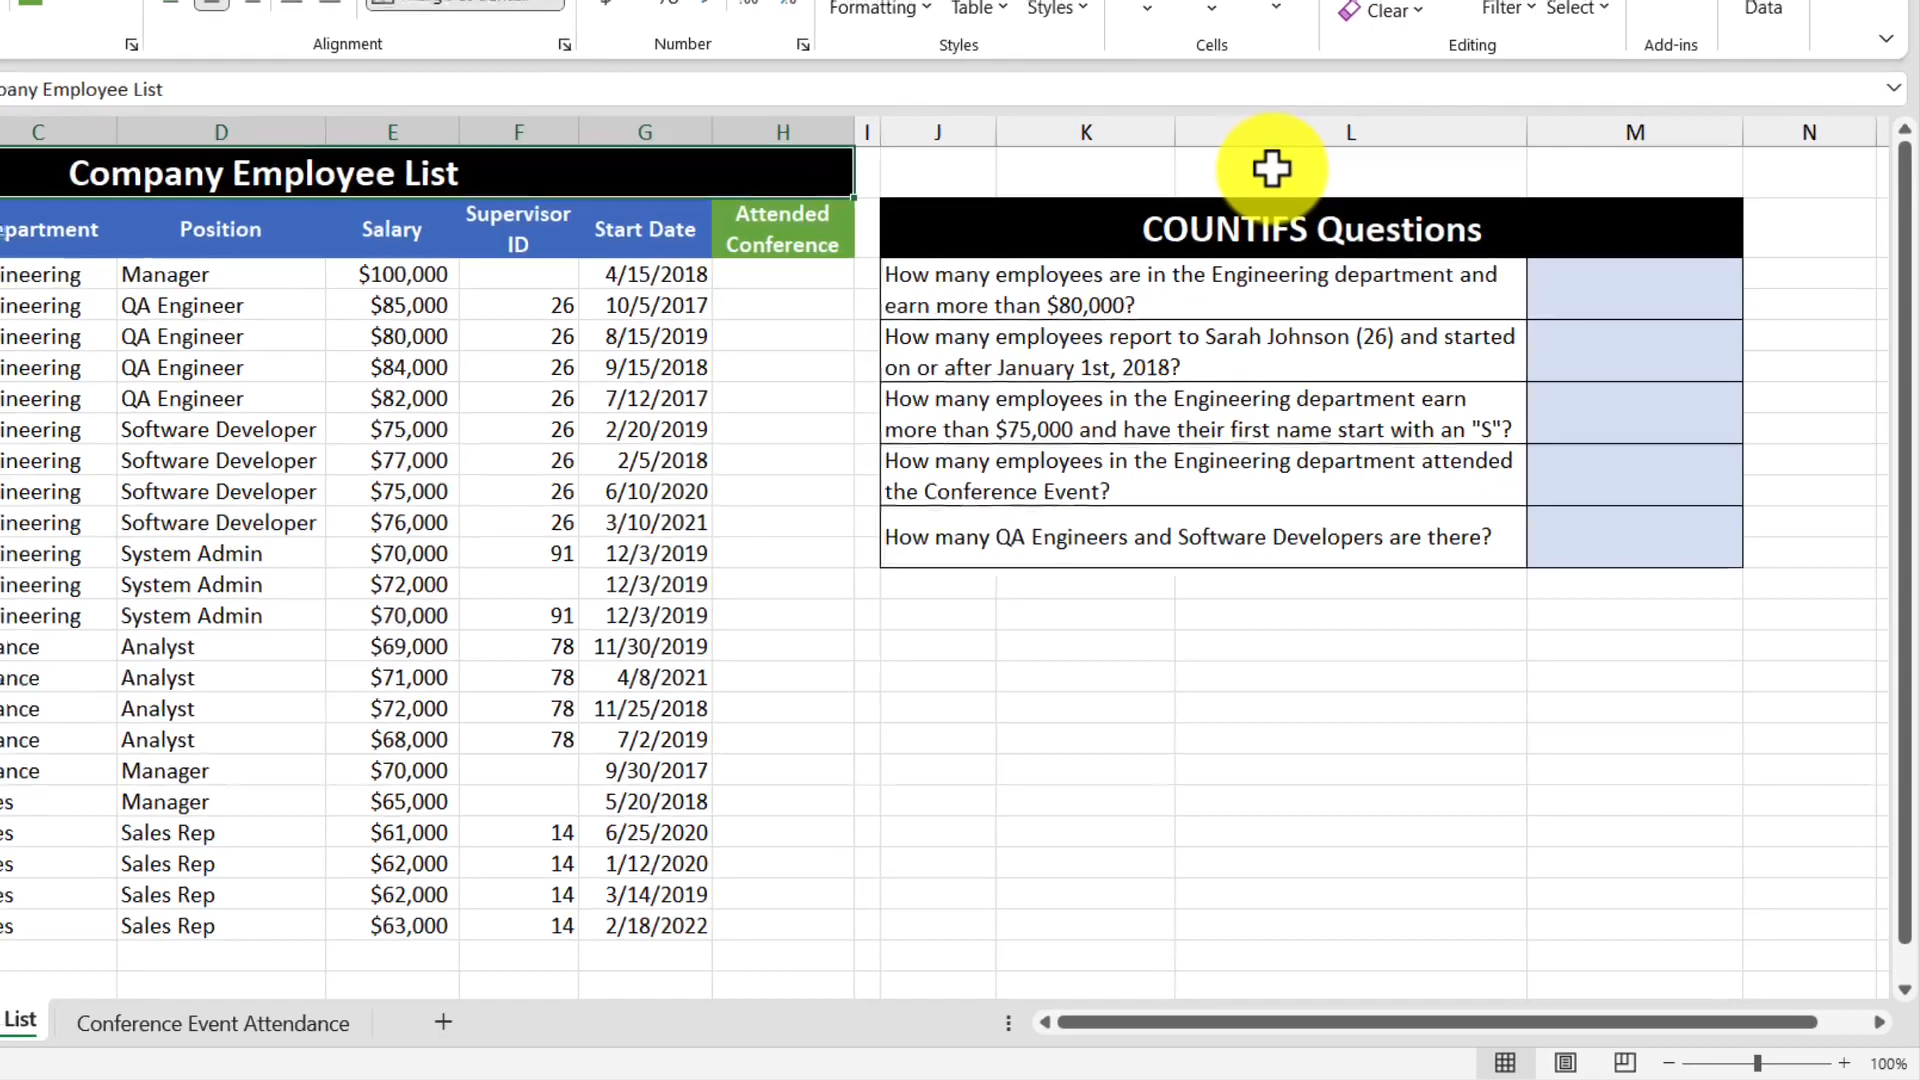 Formatting Table Styles Clear Filter Select Data
Alignment Number Styles Cells Editing Add-ins
pany Employee List
C D E F G H I J K L M N
Company Employee List
epartment Position Salary Supervisor ID Start Date Attended Conference
COUNTIFS Questions
ineering Manager $100,000 4/15/2018
ineering QA Engineer $85,000 26 10/5/2017
ineering QA Engineer $80,000 26 8/15/2019
ineering QA Engineer $84,000 26 9/15/2018
ineering QA Engineer $82,000 26 7/12/2017
ineering Software Developer $75,000 26 2/20/2019
ineering Software Developer $77,000 26 2/5/2018
ineering Software Developer $75,000 26 6/10/2020
ineering Software Developer $76,000 26 3/10/2021
ineering System Admin $70,000 91 12/3/2019
ineering System Admin $72,000 12/3/2019
ineering System Admin $70,000 91 12/3/2019
ance Analyst $69,000 78 11/30/2019
ance Analyst $71,000 78 4/8/2021
ance Analyst $72,000 78 11/25/2018
ance Analyst $68,000 78 7/2/2019
ance Manager $70,000 9/30/2017
es Manager $65,000 5/20/2018
es Sales Rep $61,000 14 6/25/2020
es Sales Rep $62,000 14 1/12/2020
es Sales Rep $62,000 14 3/14/2019
es Sales Rep $63,000 14 2/18/2022
How many employees are in the Engineering department and
earn more than $80,000?
How many employees report to Sarah Johnson (26) and started
on or after January 1st, 2018?
How many employees in the Engineering department earn
more than $75,000 and have their first name start with an "S"?
How many employees in the Engineering department attended
the Conference Event?
How many QA Engineers and Software Developers are there?
List Conference Event Attendance
100%